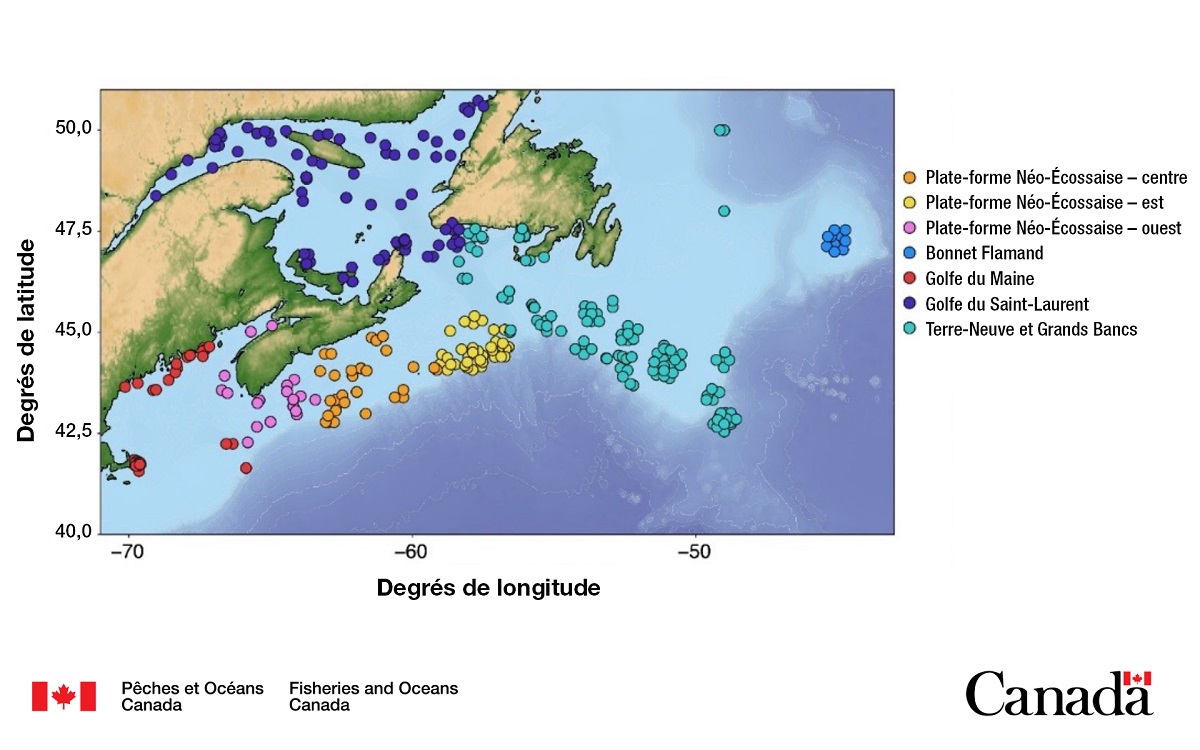 50,0
47,5
45,0
42,5
40,0
Degrés de latitude
−70
−60
−50
Degrés de longitude
Plate-forme Néo-Écossaise – centre
Plate-forme Néo-Écossaise – est
Plate-forme Néo-Écossaise – ouest
Bonnet Flamand
Golfe du Maine
Golfe du Saint-Laurent
Terre-Neuve et Grands Bancs
Pêches et Océans
Canada
Fisheries and Oceans
Canada
Canada